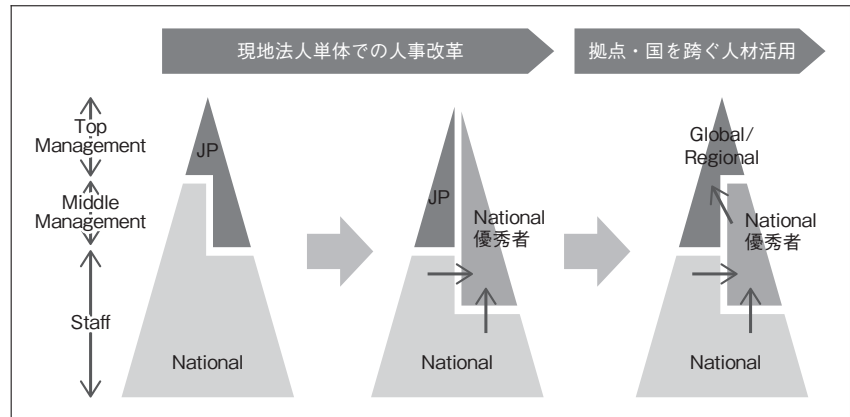 現地法人単体での人事改革
拠点・国を跨ぐ人材活用
Top
Management
Middle
Management
Staff
JP
National
JP
National
優秀者
National
Global/
Regional
National
優秀者
National